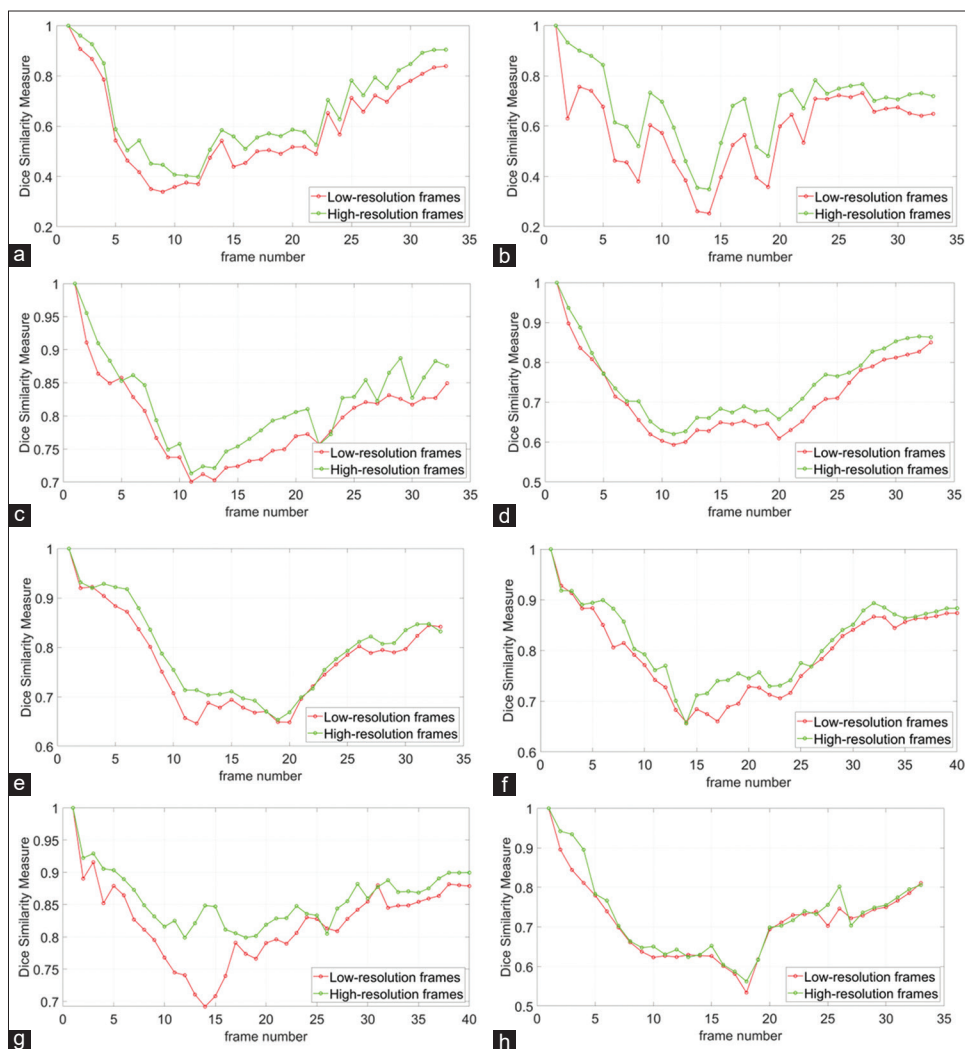 1
0.8
0.6
0.4
0.2
0 5 10 15 20 25 30 35
Dice Similarity Measure
frame number
Low-resolution frames
High-resolution frames
a
1
0.8
0.6
0.4
0.2
0 5 10 15 20 25 30 35
Dice Similarity Measure
frame number
Low-resolution frames
High-resolution frames
b
1
0.95
0.9
0.85
0.8
0.75
0.7
0 5 10 15 20 25 30 35
Dice Similarity Measure
frame number
Low-resolution frames
High-resolution frames
c
1
0.9
0.8
0.7
0.6
0.5
0 5 10 15 20 25 30 35
Dice Similarity Measure
frame number
Low-resolution frames
High-resolution frames
d
1
0.9
0.8
0.7
0.6
0 5 10 15 20 25 30 35
Dice Similarity Measure
frame number
Low-resolution frames
High-resolution frames
e
1
0.9
0.8
0.7
0.6
0 5 10 15 20 25 30 35 40
Dice Similarity Measure
frame number
Low-resolution frames
High-resolution frames
f
1
0.95
0.9
0.85
0.8
0.75
0.7
0 5 10 15 20 25 30 35 40
Dice Similarity Measure
frame number
Low-resolution frames
High-resolution frames
g
1
0.9
0.8
0.7
0.6
0.5
0 5 10 15 20 25 30 35
Dice Similarity Measure
frame number
Low-resolution frames
High-resolution frames
h